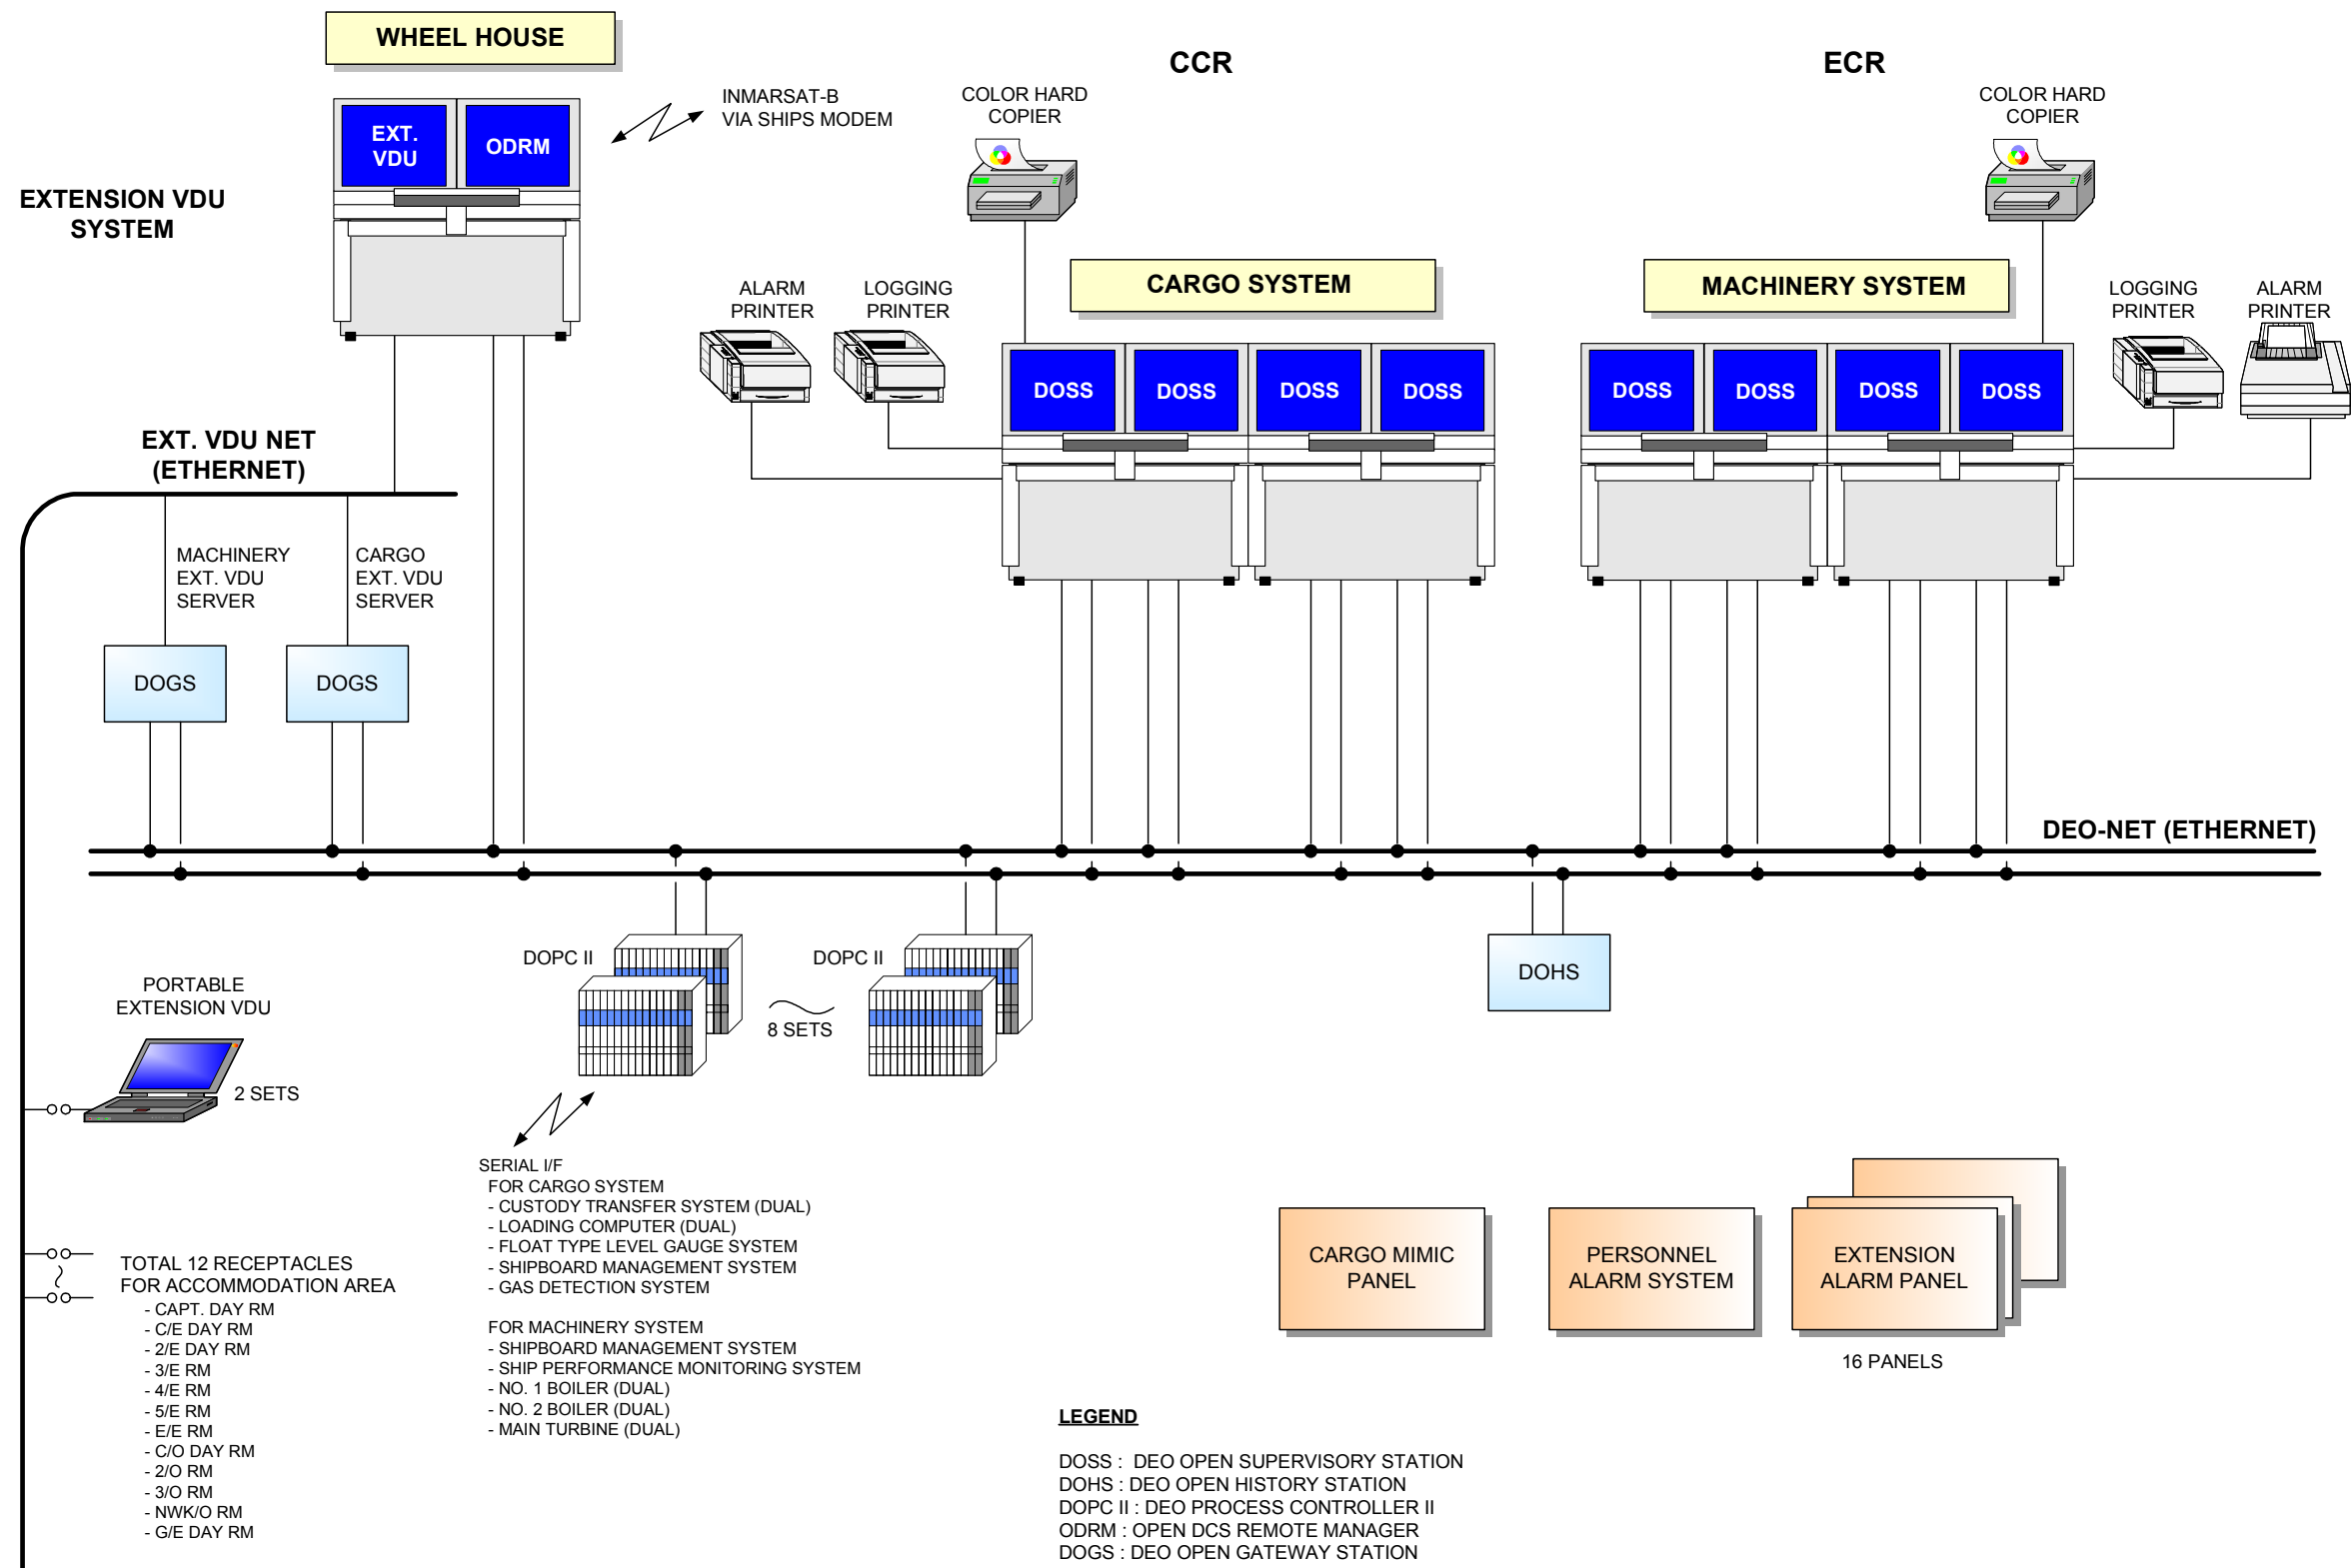 WHEEL HOUSE
CCR
ECR
EXT.
VDU
ODRM
INMARSAT-B
VIA SHIPS MODEM
COLOR HARD
COPIER
COLOR HARD
COPIER
EXTENSION VDU
SYSTEM
ALARM
PRINTER
LOGGING
PRINTER
CARGO SYSTEM
MACHINERY SYSTEM
LOGGING
PRINTER
ALARM
PRINTER
DOSS
DOSS
DOSS
DOSS
DOSS
DOSS
DOSS
DOSS
EXT. VDU NET
(ETHERNET)
MACHINERY
EXT. VDU
SERVER
CARGO
EXT. VDU
SERVER
DOGS
DOGS
DEO-NET (ETHERNET)
DOPC II
DOPC II
8 SETS
DOHS
PORTABLE
EXTENSION VDU
2 SETS
SERIAL I/F
FOR CARGO SYSTEM
- CUSTODY TRANSFER SYSTEM (DUAL)
- LOADING COMPUTER (DUAL)
- FLOAT TYPE LEVEL GAUGE SYSTEM
- SHIPBOARD MANAGEMENT SYSTEM
- GAS DETECTION SYSTEM
FOR MACHINERY SYSTEM
- SHIPBOARD MANAGEMENT SYSTEM
- SHIP PERFORMANCE MONITORING SYSTEM
- NO. 1 BOILER (DUAL)
- NO. 2 BOILER (DUAL)
- MAIN TURBINE (DUAL)
TOTAL 12 RECEPTACLES
FOR ACCOMMODATION AREA
- CAPT. DAY RM
- C/E DAY RM
- 2/E DAY RM
- 3/E RM
- 4/E RM
- 5/E RM
- E/E RM
- C/O DAY RM
- 2/O RM
- 3/O RM
- NWK/O RM
- G/E DAY RM
CARGO MIMIC
PANEL
PERSONNEL
ALARM SYSTEM
EXTENSION
ALARM PANEL
16 PANELS
LEGEND
DOSS : DEO OPEN SUPERVISORY STATION
DOHS : DEO OPEN HISTORY STATION
DOPC II : DEO PROCESS CONTROLLER II
ODRM : OPEN DCS REMOTE MANAGER
DOGS : DEO OPEN GATEWAY STATION